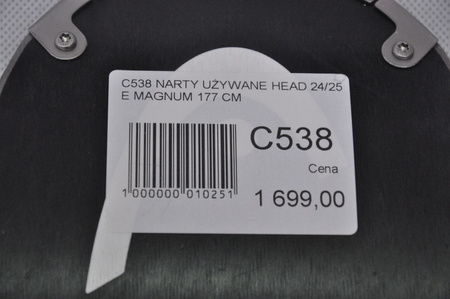 C538 NARTY UŻYWANE HEAD 24/25
E MAGNUM 177 CM
C538
Cena
1 000000 010251
1 699,00